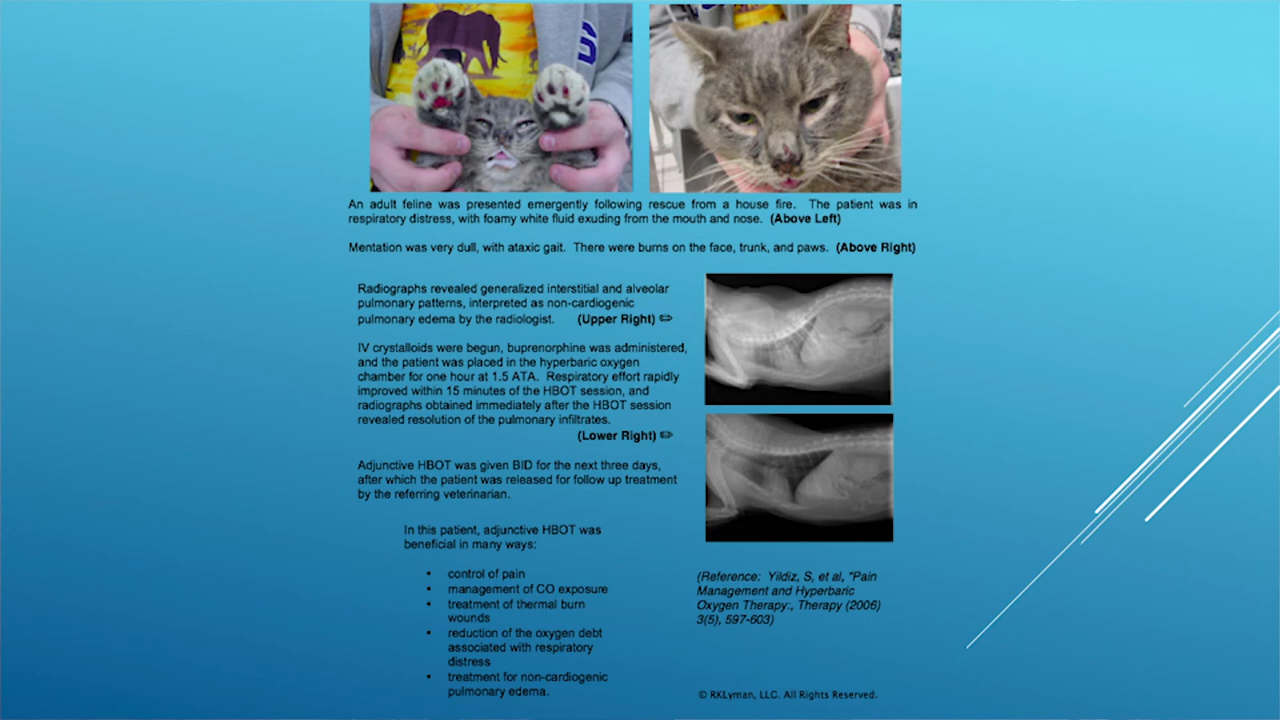 An adult feline was presented emergently following rescue from a house fire. The patient was in
respiratory distress, with foamy white fluid exuding from the mouth and nose. (Above Left)
Mentation was very dull, with ataxic gait. There were burns on the face, trunk, and paws. (Above Right)
Radiographs revealed generalized interstitial and alveolar
pulmonary patterns, interpreted as non-cardiogenic
pulmonary edema by the radiologist. (Upper Right) ✏
IV crystalloids were begun, buprenorphine was administered,
and the patient was placed in the hyperbaric oxygen
chamber for one hour at 1.5 ATA. Respiratory effort rapidly
improved within 15 minutes of the HBOT session, and
radiographs obtained immediately after the HBOT session
revealed resolution of the pulmonary infiltrates.
(Lower Right) ✏
Adjunctive HBOT was given BID for the next three days,
after which the patient was released for follow up treatment
by the referring veterinarian.
In this patient, adjunctive HBOT was
beneficial in many ways:
• control of pain
• management of CO exposure
• treatment of thermal burn
wounds
• reduction of the oxygen debt
associated with respiratory
distress
• treatment for non-cardiogenic
pulmonary edema.
(Reference: Yildiz, S, et al, "Pain
Management and Hyperbaric
Oxygen Therapy:, Therapy (2006)
3(5), 597-603)
© RKLyman, LLC. All Rights Reserved.